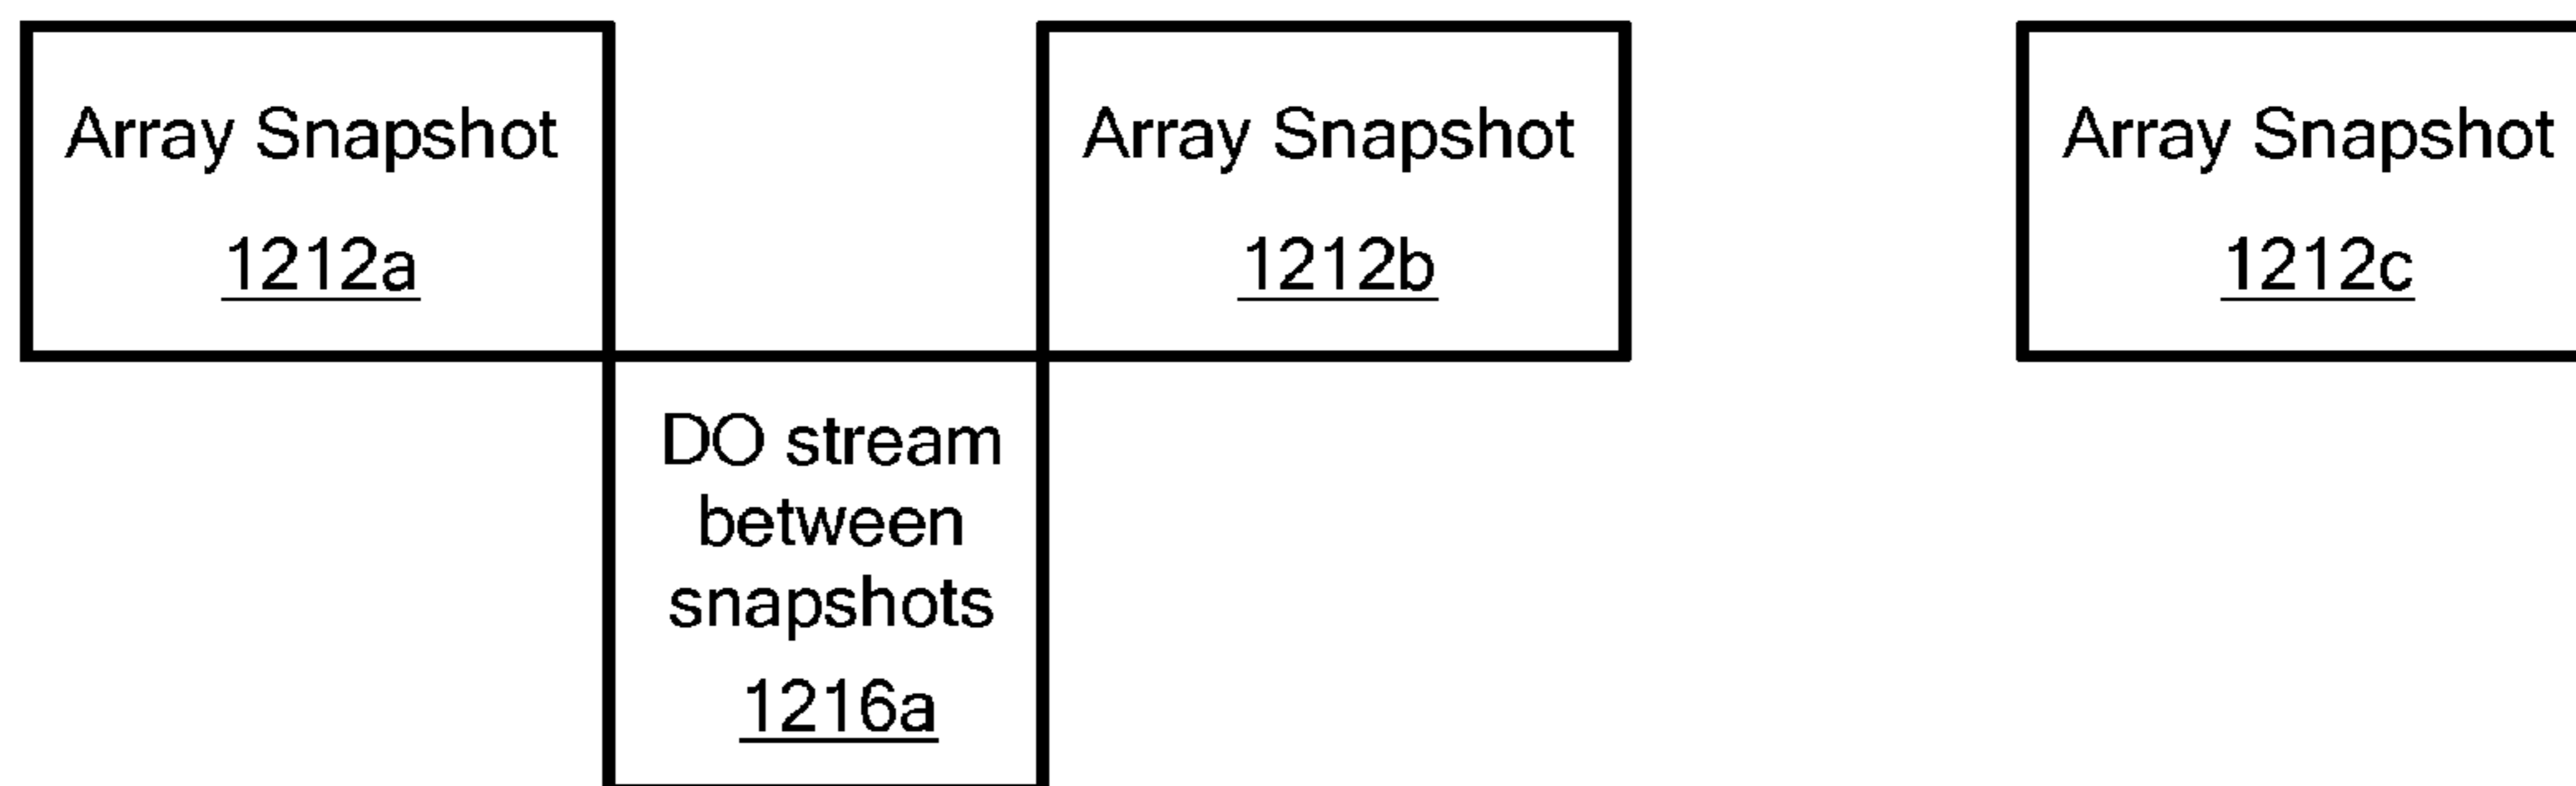 Array Snapshot
1212a
Array Snapshot
1212b
Array Snapshot
1212c
DO stream
between
snapshots
1216a